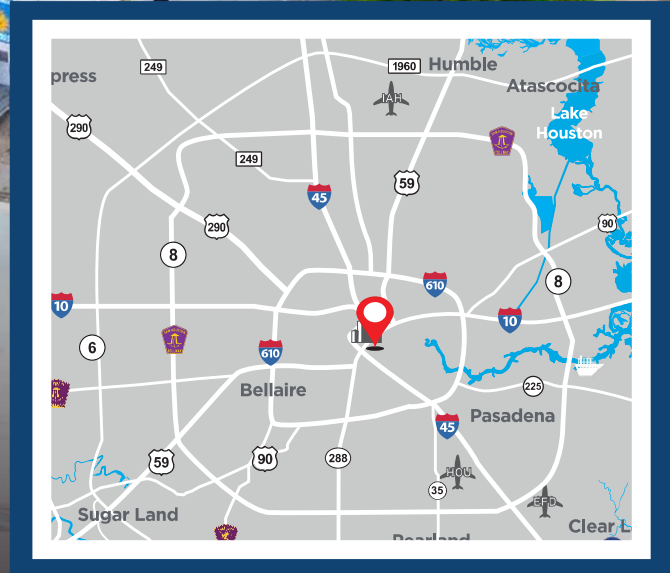 249
1960
Humble
press
IAH
Atascocita
290
Lake
Houston
249
59
45
290
90
8
610
8
10
10
6
610
Bellaire
225
45
Pasadena
59
90
288
HOU
35
EFD
Sugar Land
Clear L
Pearland